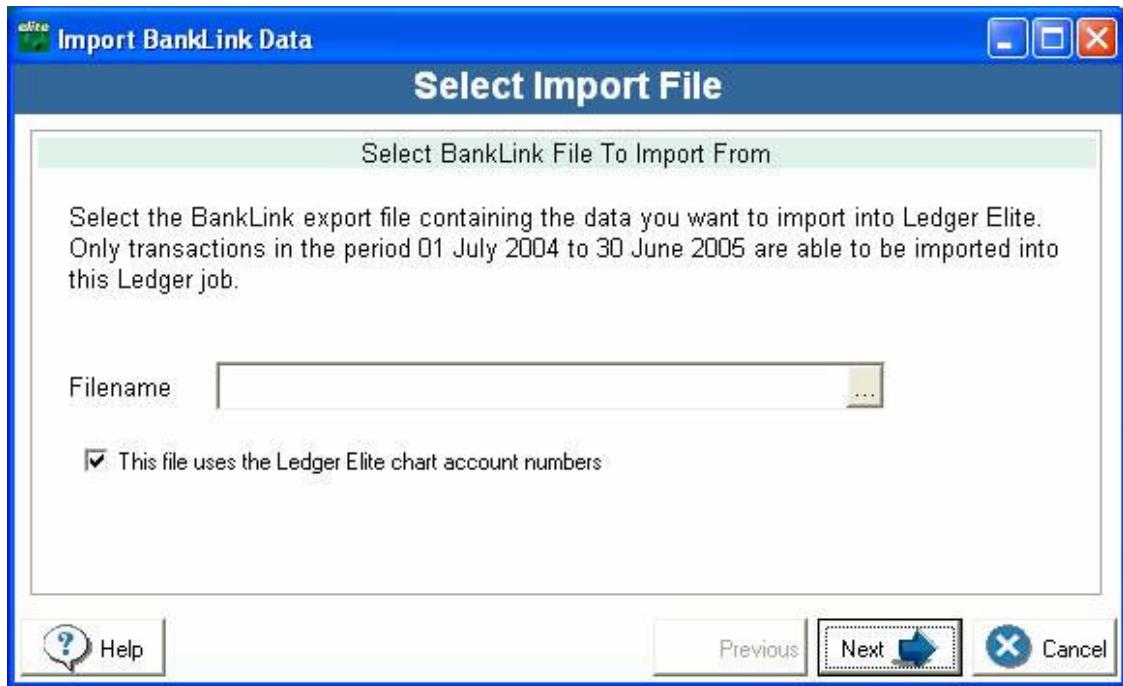 elite
Import BankLink Data
Select Import File
Select BankLink File To Import From
Select the BankLink export file containing the data you want to import into Ledger Elite.
Only transactions in the period 01 July 2004 to 30 June 2005 are able to be imported into
this Ledger job.
Filename ...
This file uses the Ledger Elite chart account numbers
Help Previous Next Cancel